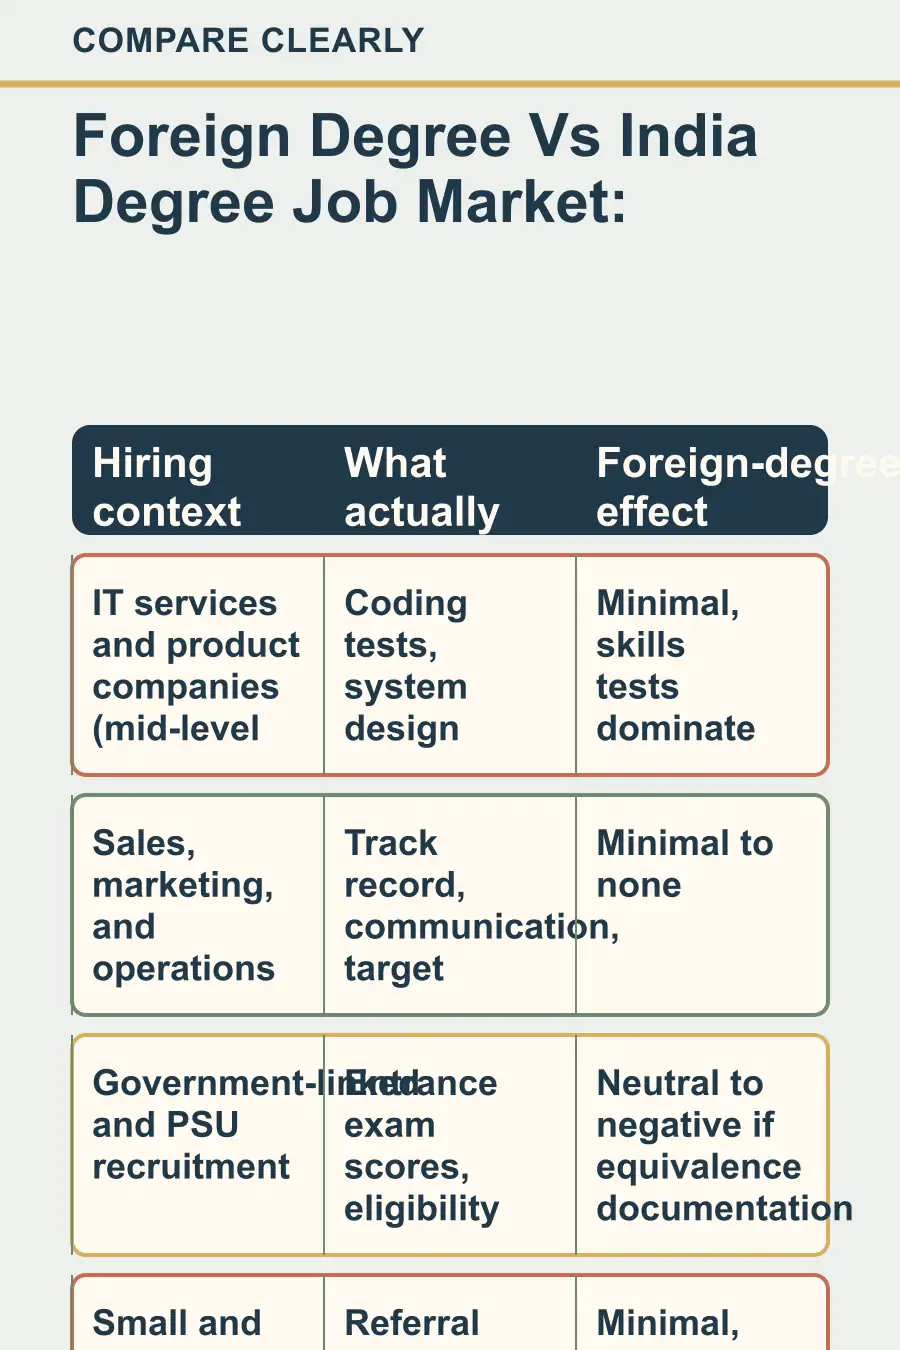 COMPARE CLEARLY
Foreign Degree Vs India
Degree Job Market:
Hiring
context
What
actually
Foreign-degree
effect
IT services
and product
companies
(mid-level
Coding
tests,
system
design
Minimal,
skills
tests
dominate
Sales,
marketing,
and
operations
Track
record,
communication,
target
Minimal to
none
Government-linked
and PSU
recruitment
Entrance
exam
scores,
eligibility
Neutral to
negative if
equivalence
documentation
Small and
Referral
Minimal,